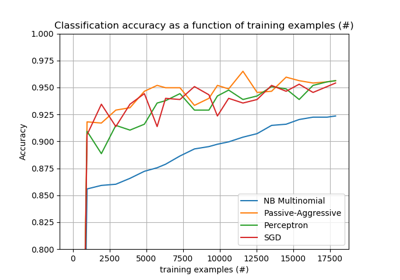 Classification accuracy as a function of training examples (#)
1.000
0.975
0.950
0.925
0.900
0.875
0.850
0.825
0.800
Accuracy
NB Multinomial
Passive-Aggressive
Perceptron
SGD
0 2500 5000 7500 10000 12500 15000 17500
training examples (#)